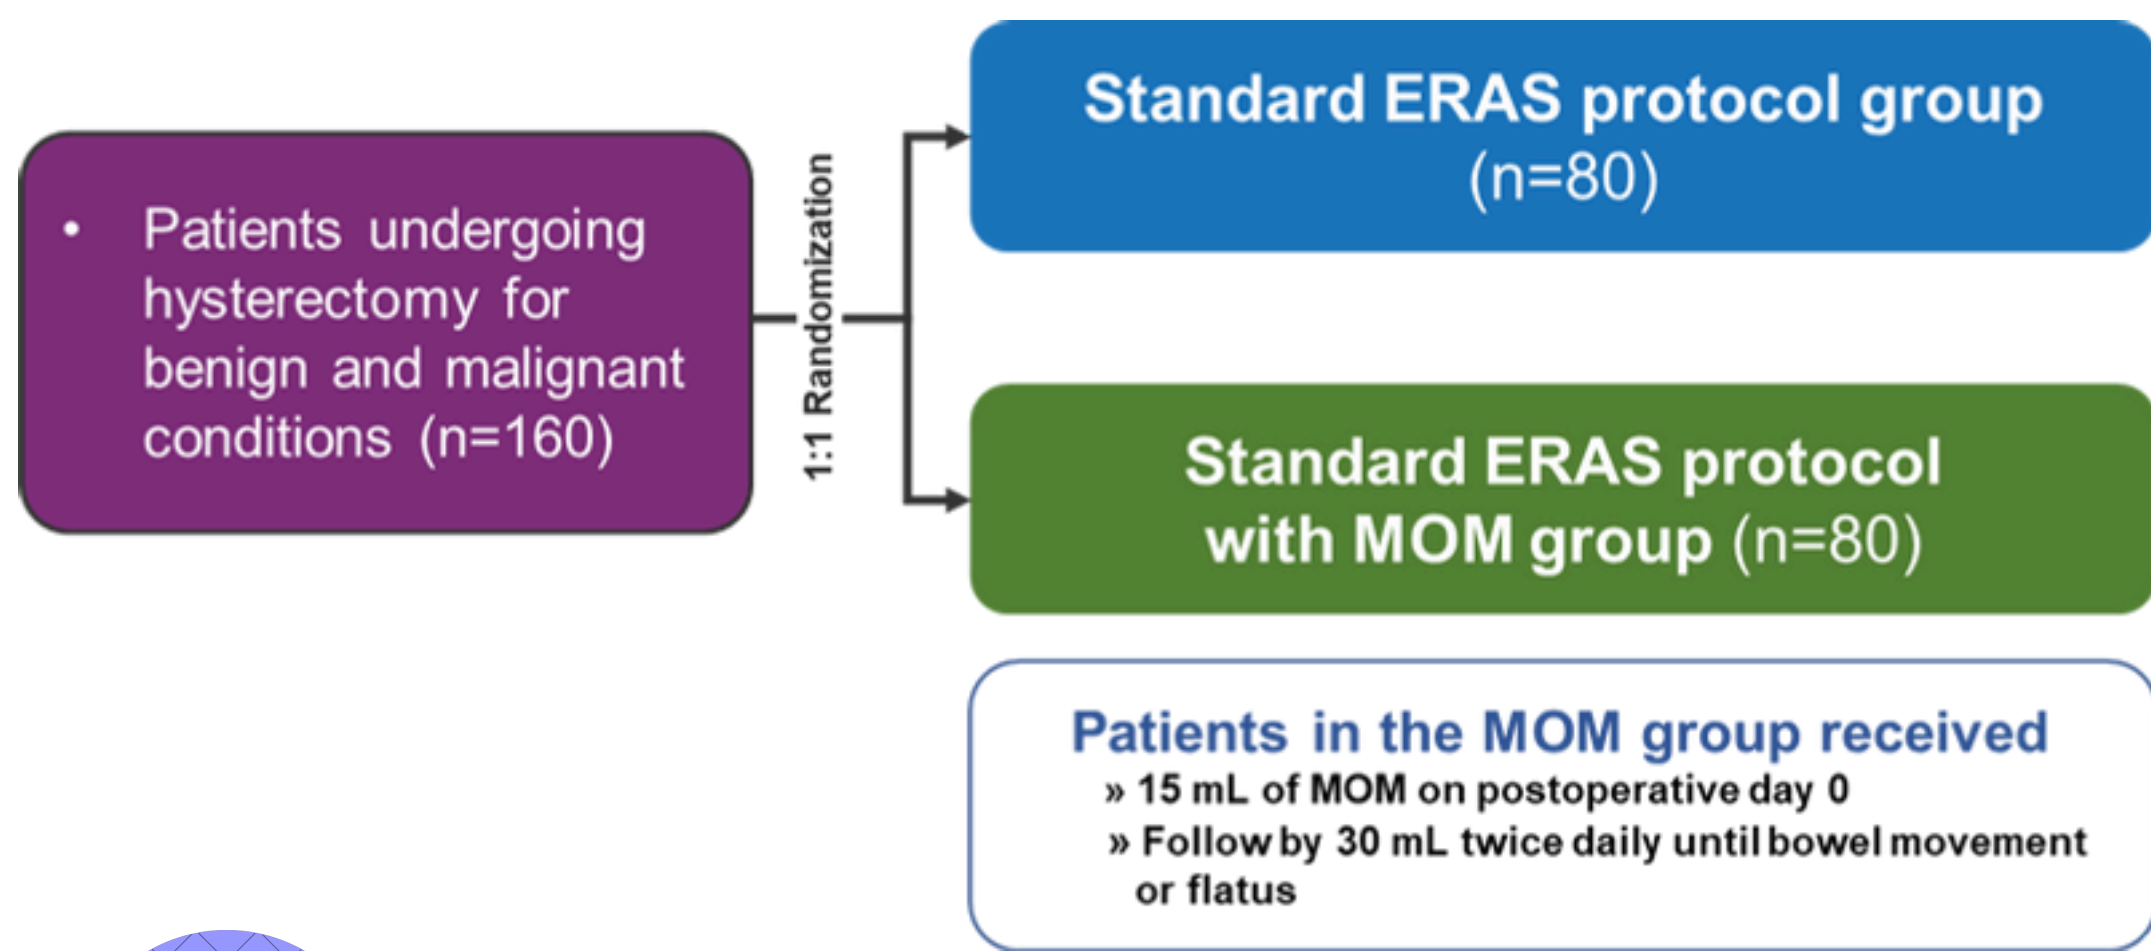 • Patients undergoing
hysterectomy for
benign and malignant
conditions (n=160)
1:1 Randomization
Standard ERAS protocol group
(n=80)
Standard ERAS protocol
with MOM group (n=80)
Patients in the MOM group received
» 15 mL of MOM on postoperative day 0
» Follow by 30 mL twice daily until bowel movement
or flatus